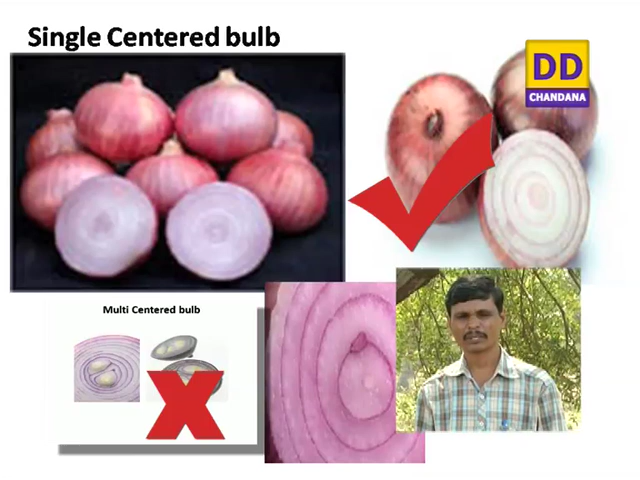 Single Centered bulb
DD
CHANDANA
Multi Centered bulb